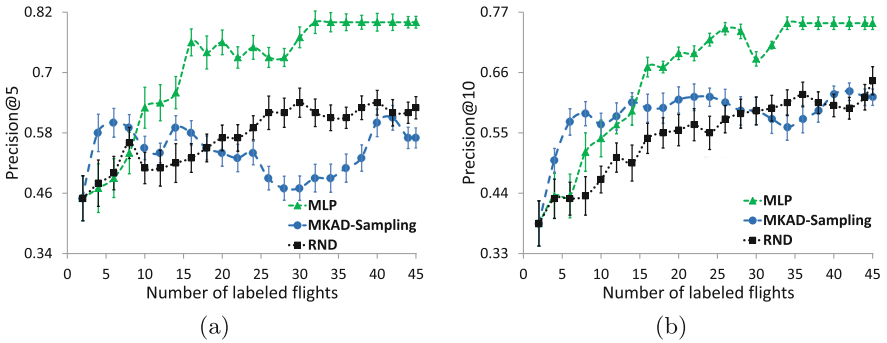 0.82
0.7
0.58
0.46
0.34
Precision@5
0 5 10 15 20 25 30 35 40 45
Number of labeled flights
MLP
MKAD-Sampling
RND
(a)
0.77
0.66
0.55
0.44
0.33
Precision@10
0 5 10 15 20 25 30 35 40 45
Number of labeled flights
MLP
MKAD-Sampling
RND
(b)